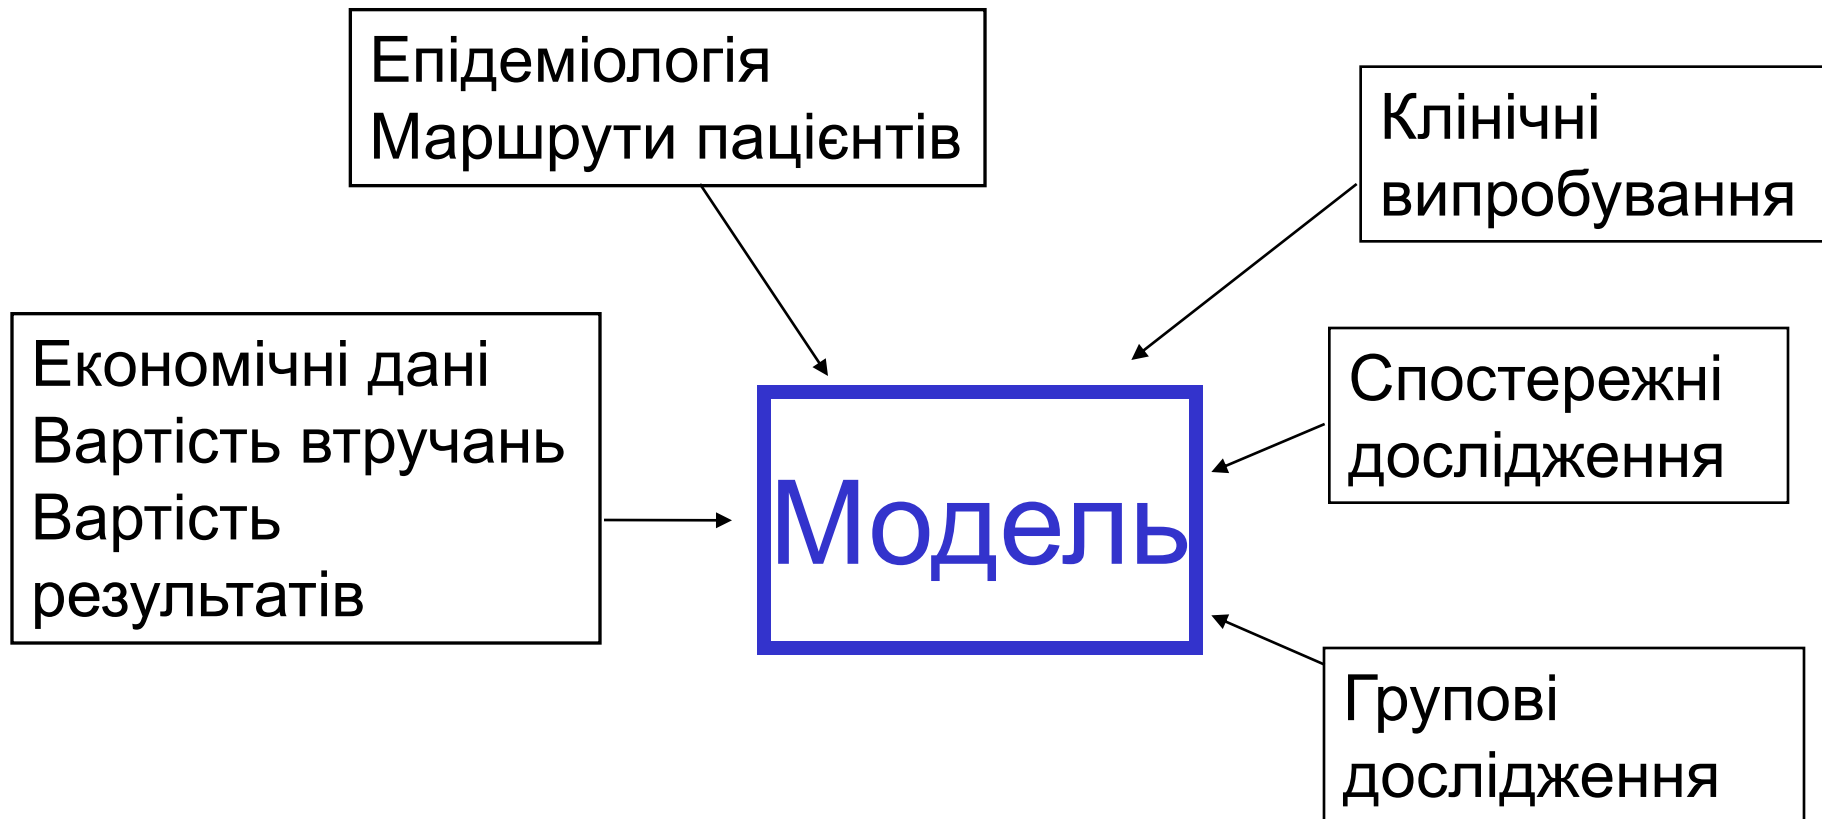 Епідеміологія
Маршрути пацієнтів
Клінічні
випробування
Економічні дані
Вартість втручань
Вартість
результатів
Модель
Спостережні
дослідження
Групові
дослідження